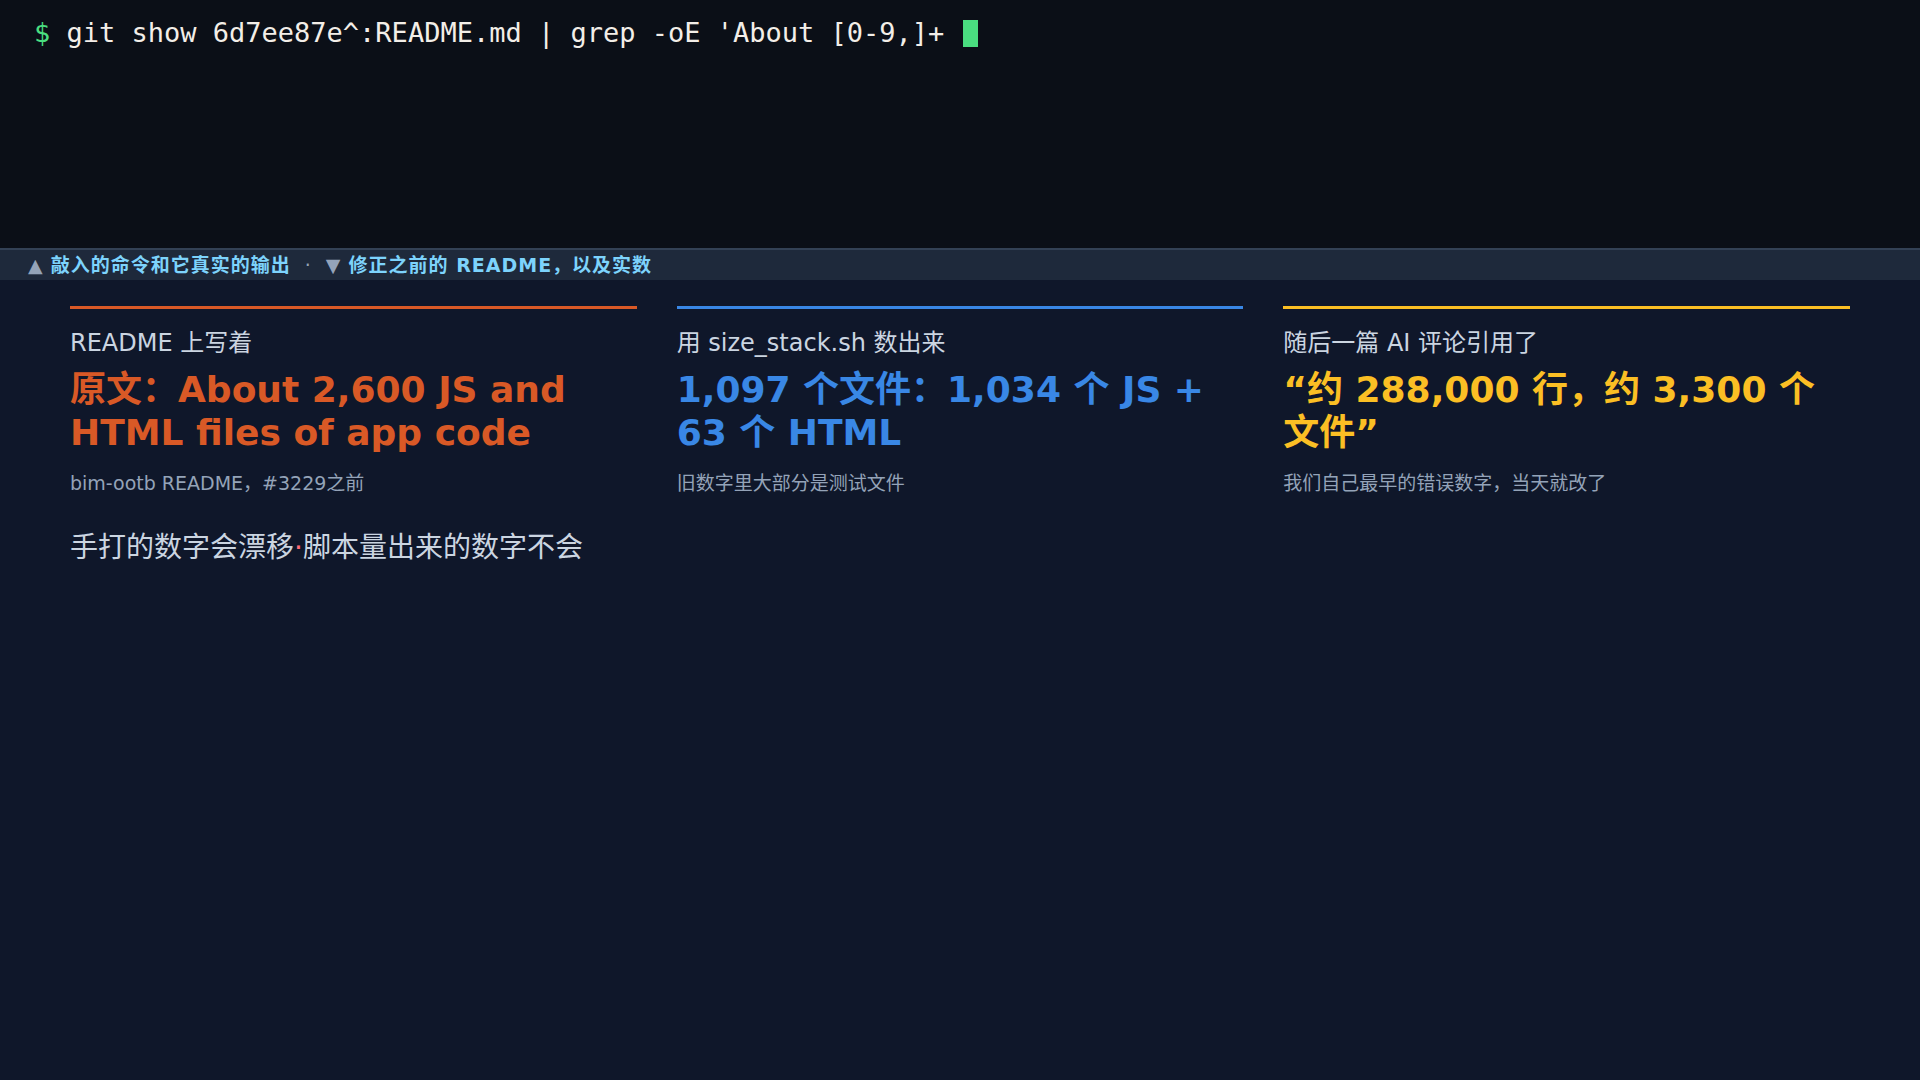 $ git show 6d7ee87e^:README.md | grep -oE 'About [0-9,]+
▲ 敲入的命令和它真实的输出 · ▼ 修正之前的 README，以及实数
README 上写着
原文：About 2,600 JS and
HTML files of app code
bim-ootb README，#3229之前
用 size_stack.sh 数出来
1,097 个文件：1,034 个 JS +
63 个 HTML
旧数字里大部分是测试文件
随后一篇 AI 评论引用了
“约 288,000 行，约 3,300 个
文件”
我们自己最早的错误数字，当天就改了
手打的数字会漂移·脚本量出来的数字不会